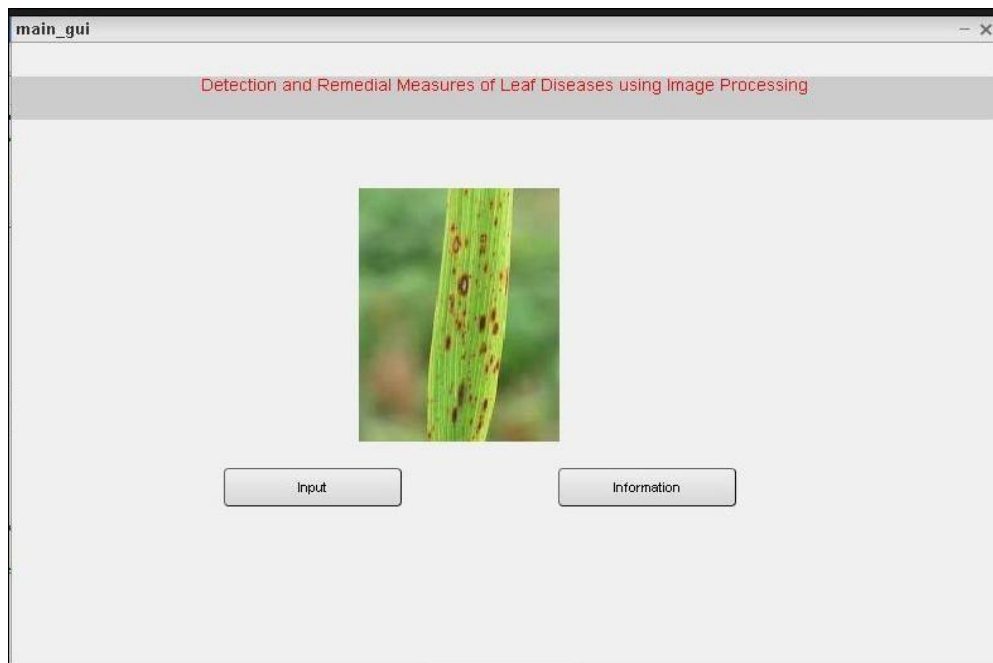 main_gui
Detection and Remedial Measures of Leaf Diseases using Image Processing
Input
Information